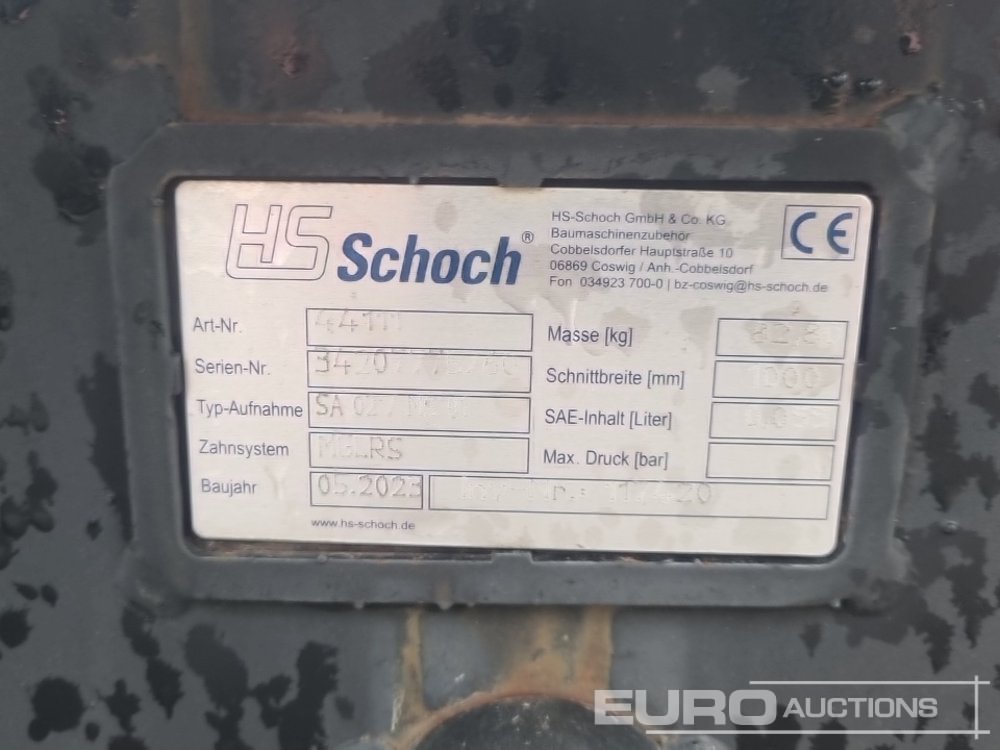 HS Schoch®
HS-Schoch GmbH & Co. KG
Baumaschinenzubehör
Cobbelsdorfer Hauptstraße 10
06869 Coswig / Anh.-Cobbelsdorf
Fon 034923 700-0 | bz-coswig@hs-schoch.de
CE
Art-Nr.
Serien-Nr.
Typ-Aufnahme SA
Zahnsystem
Baujahr 05.2023
Masse [kg]
Schnittbreite [mm] 1000
SAE-Inhalt [Liter]
Max. Druck [bar]
www.hs-schoch.de
EURO AUCTIONS